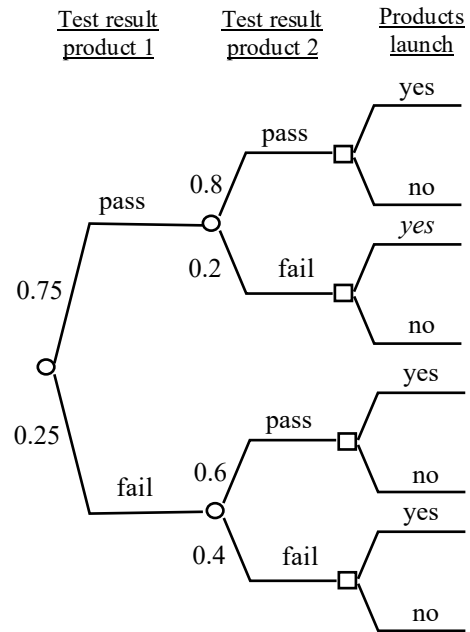 Test result Test result Products
product 1 product 2 launch
yes
pass
0.8
no
pass
yes
0.2
fail
0.75
no
yes
0.25
pass
fail
0.6
no
yes
0.4
fail
no